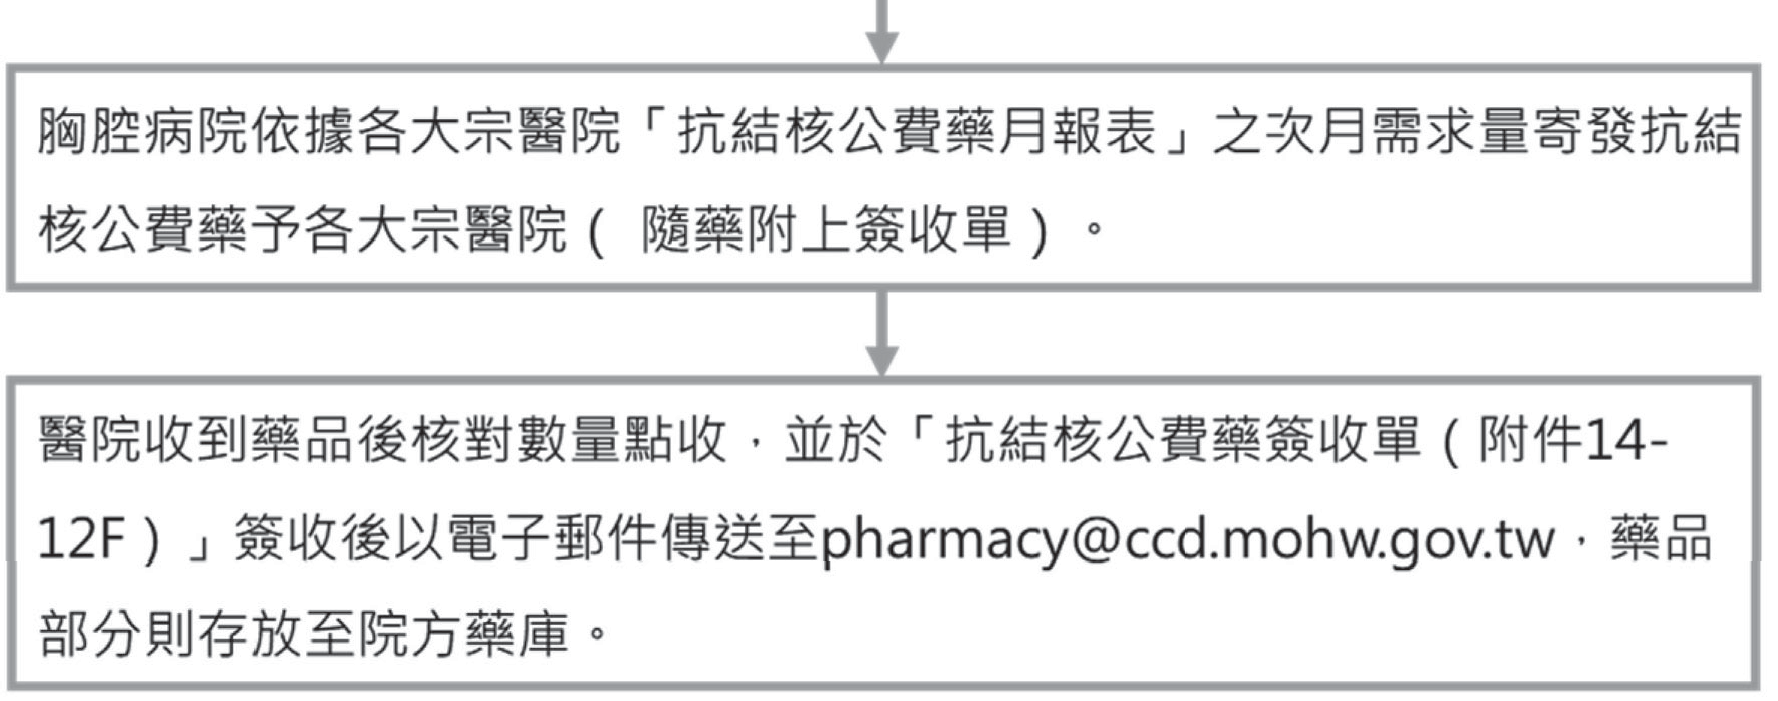 胸腔病院依據各大宗醫院「抗結核公費藥月報表」之次月需求量寄發抗結
核公費藥予各大宗醫院（ 隨藥附上簽收單）。
醫院收到藥品後核對數量點收，並於「抗結核公費藥簽收單（附件14-
12F）」簽收後以電子郵件傳送至pharmacy@ccd.mohw.gov.tw，藥品
部分則存放至院方藥庫。